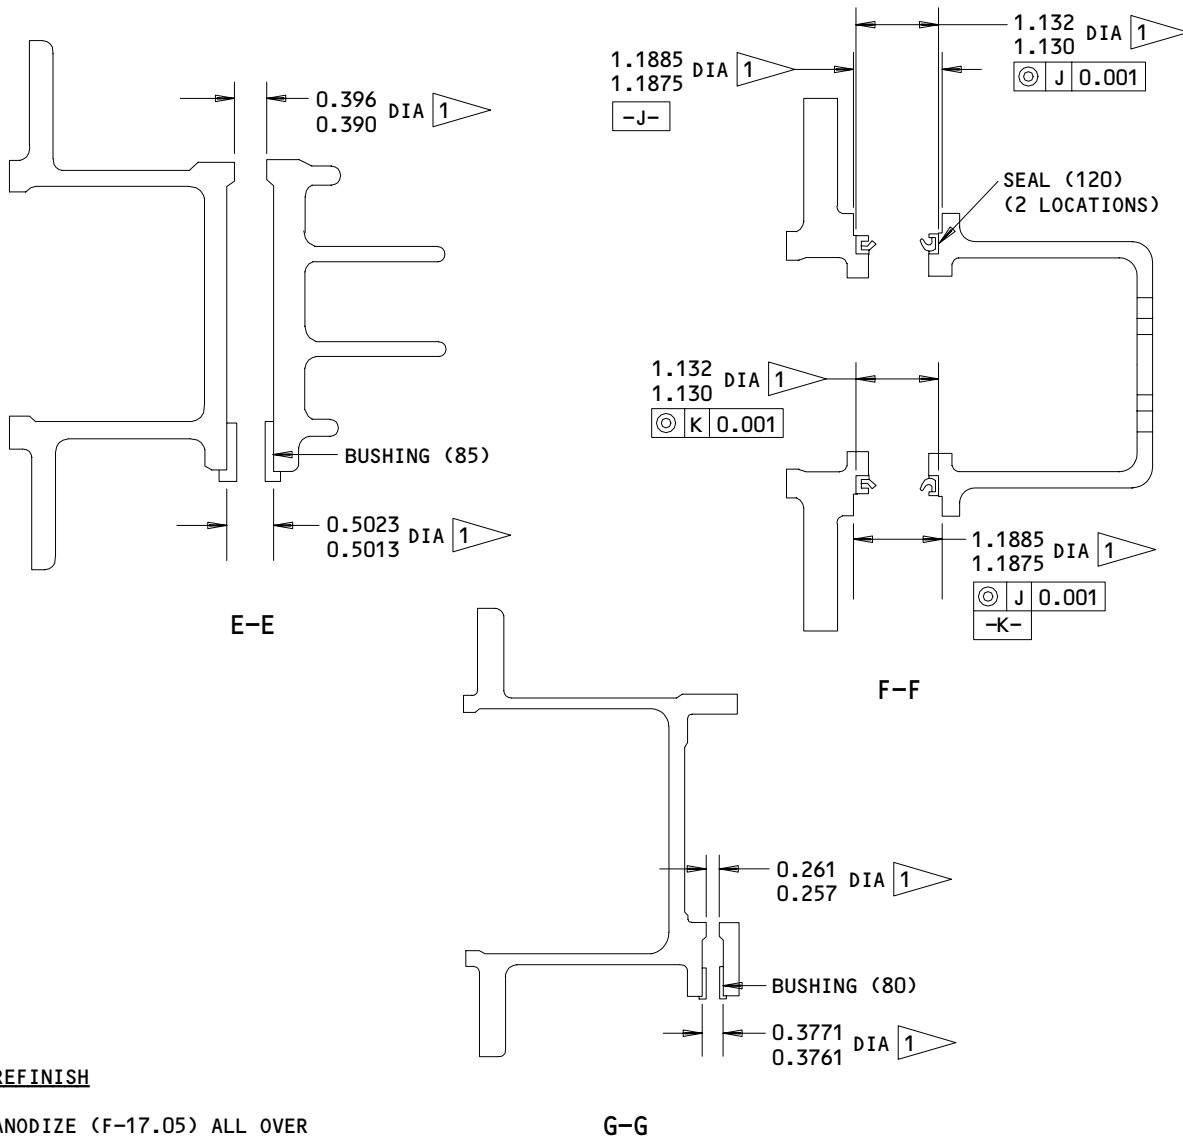 1.132
1.130 DIA 1
◎ J 0.001
1.1885
1.1875 DIA 1
-J-
0.396
0.390 DIA 1
SEAL (120)
(2 LOCATIONS)
1.132
1.130 DIA 1
◎ K 0.001
BUSHING (85)
0.5023
0.5013 DIA 1
1.1885
1.1875 DIA 1
◎ J 0.001
-K-
E-E
F-F
0.261
0.257 DIA 1
BUSHING (80)
0.3771
0.3761 DIA 1
REFINISH
ANODIZE (F-17.05) ALL OVER
G-G